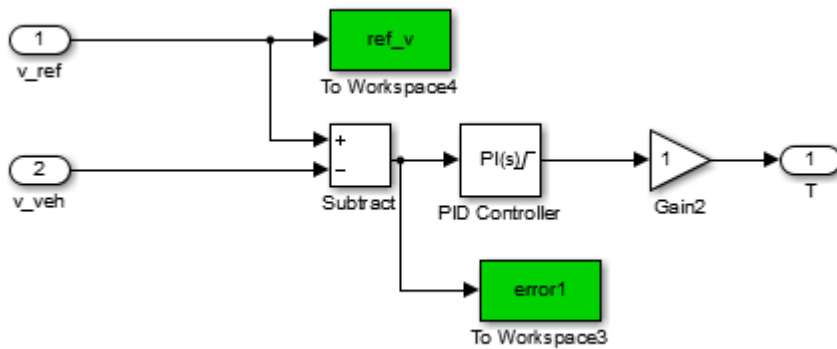 1
v_ref
ref_v
To Workspace4
2
v_veh
+
−
Subtract
PI(s)
PID Controller
1
Gain2
1
T
error1
To Workspace3